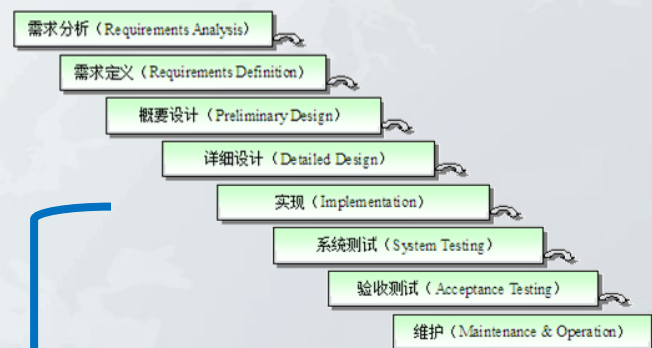 需求分析（Requirements Analysis）
需求定义（Requirements Definition）
概要设计（Preliminary Design）
详细设计（Detailed Design）
实现（Implementation）
系统测试（System Testing）
验收测试（ Acceptance Testing）
维护（Maintenance & Operation）